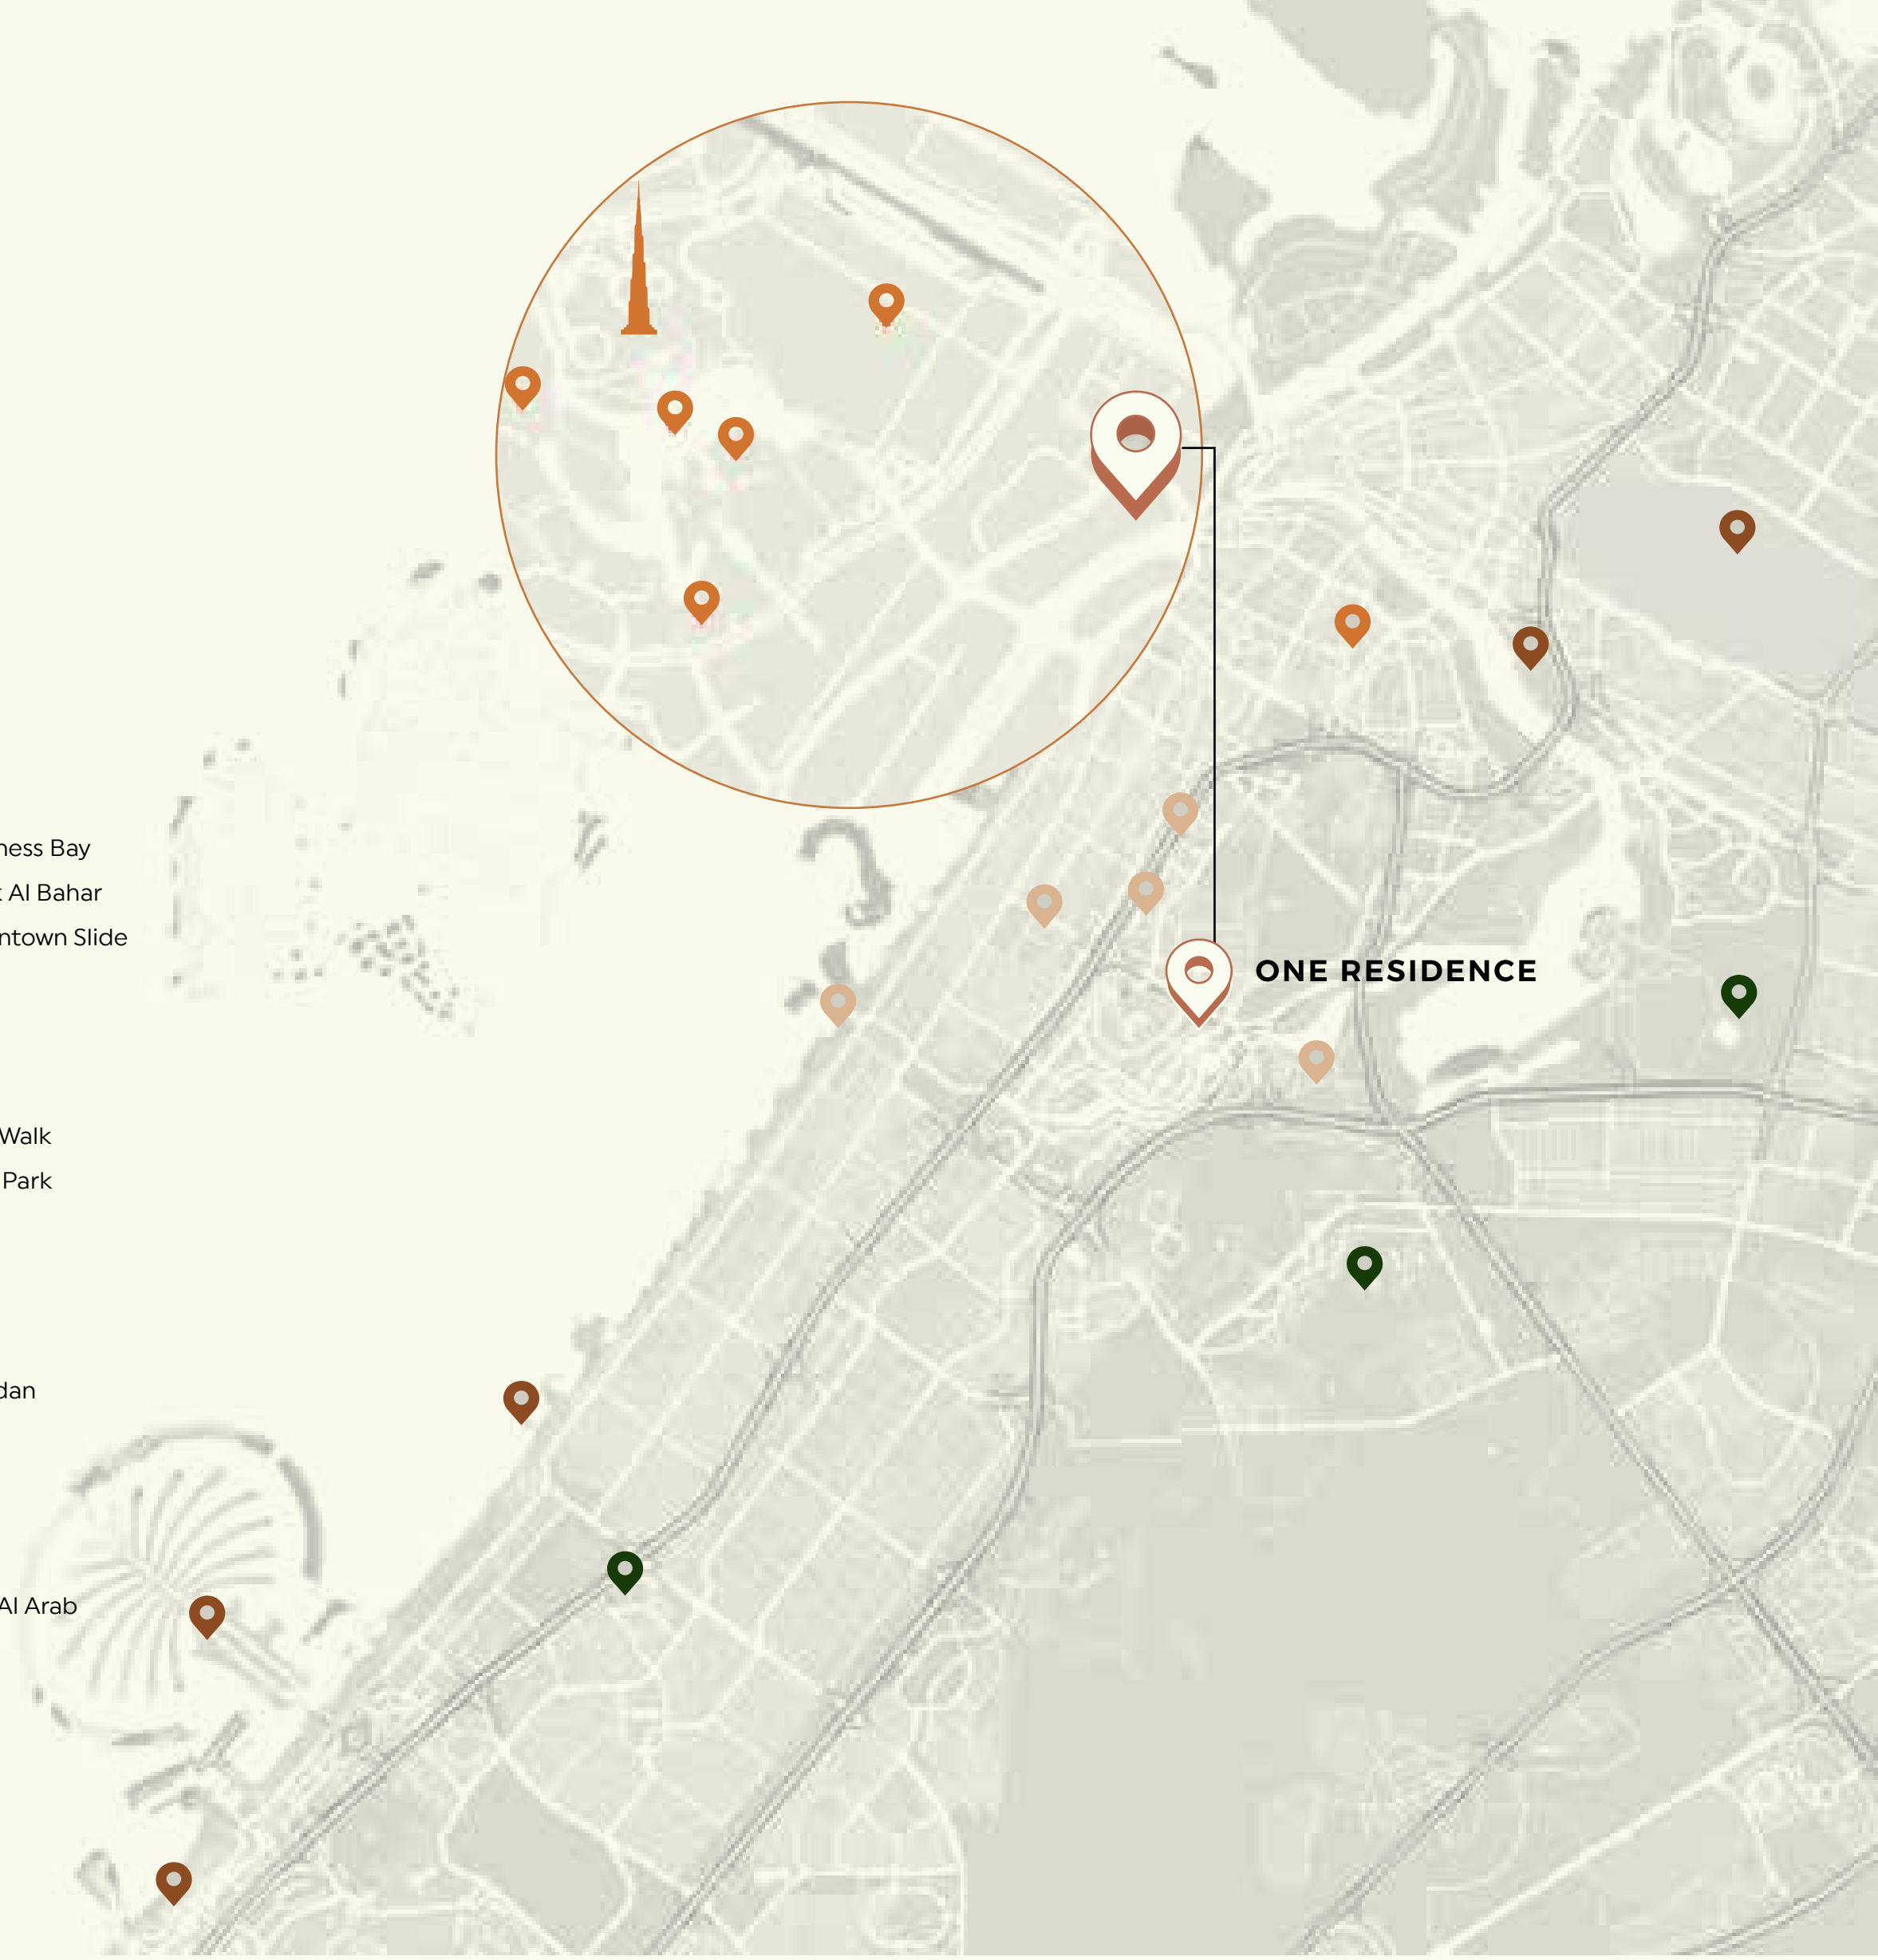 ness Bay
k Al Bahar
ntown Slide
ONE RESIDENCE
Walk
Park
dan
Al Arab